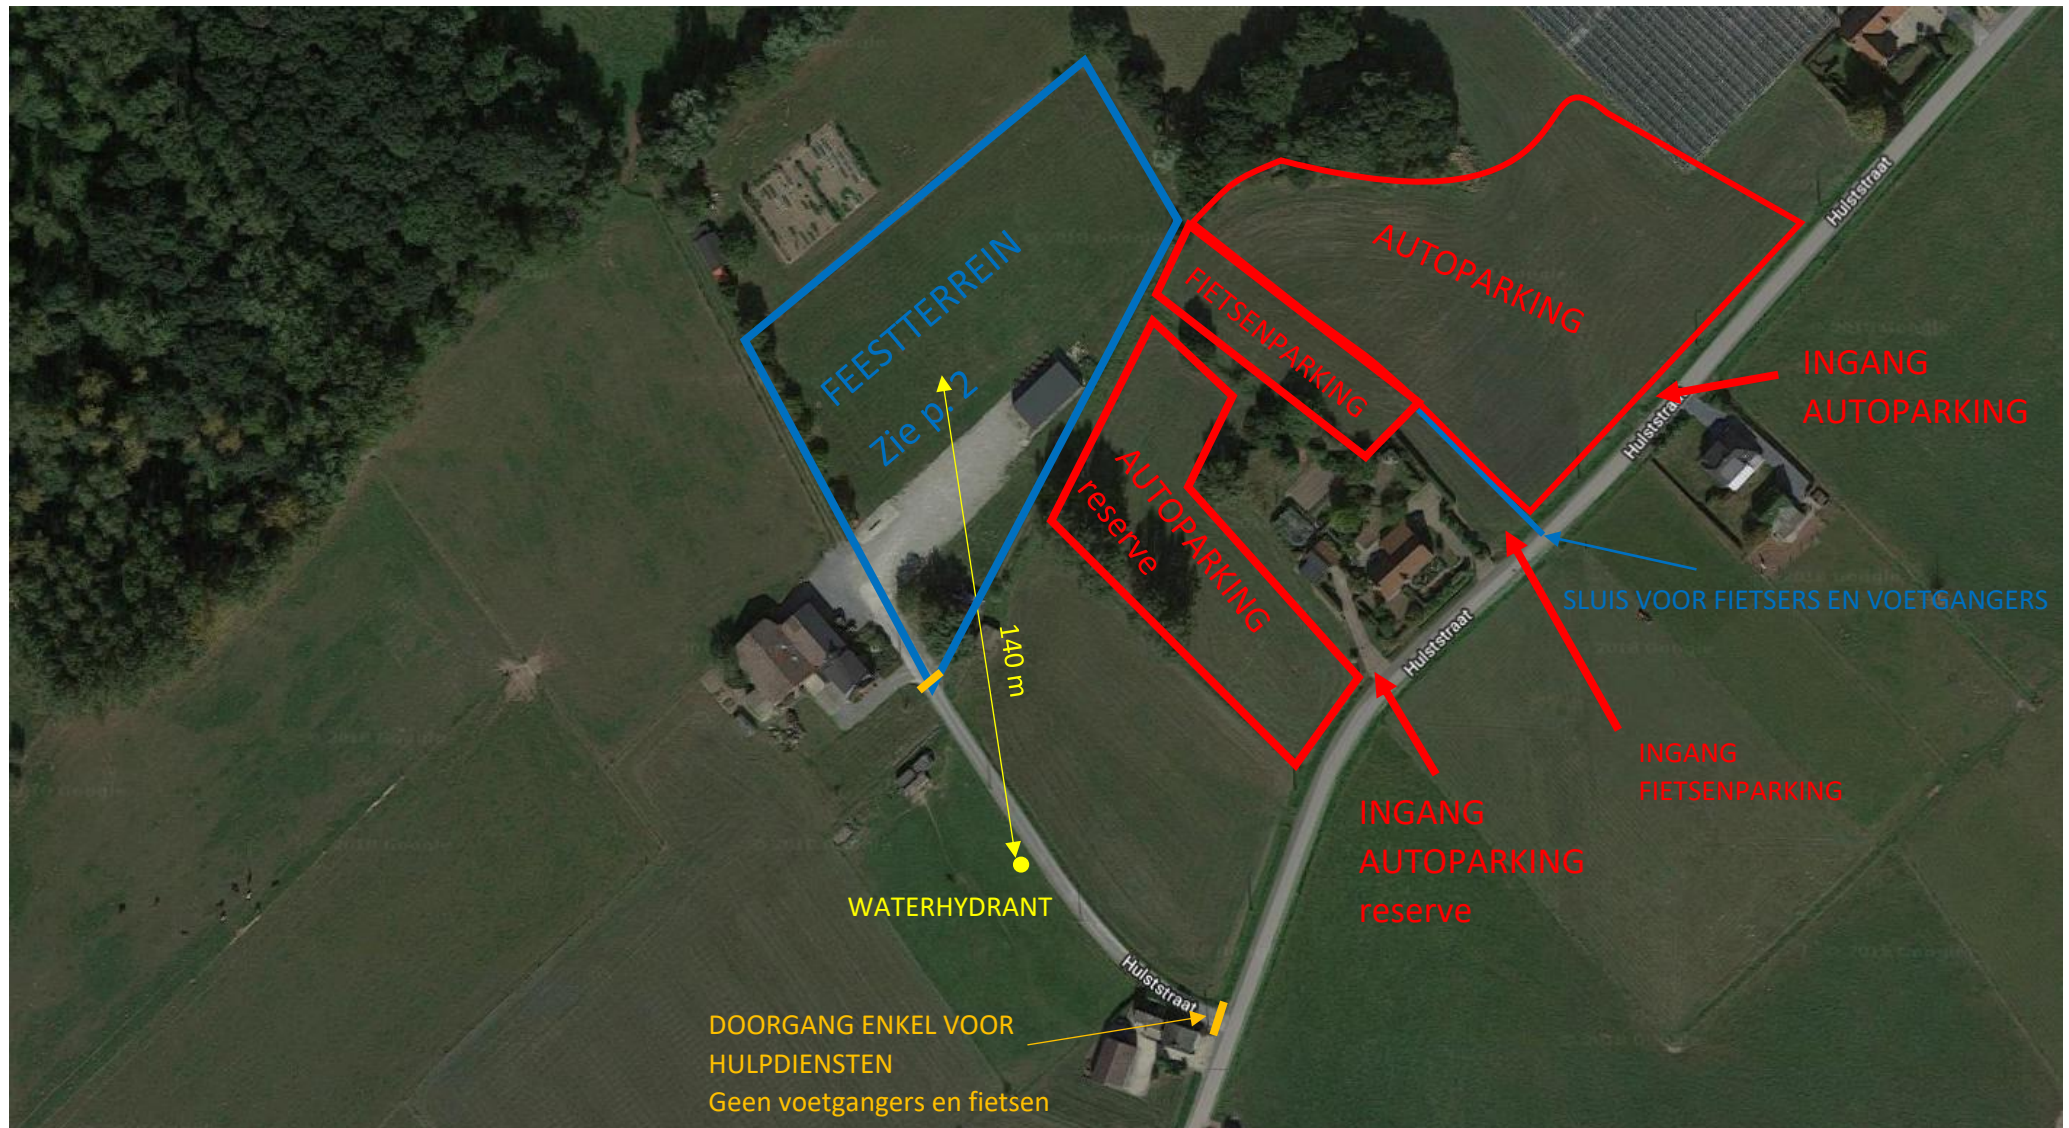 Hulststraat
AUTOPARKING
FEESTTERREIN
Zie p. 2
FIETSENPARKING
INGANG
AUTOPARKING
Hulststraat
AUTOPARKING
reserve
SLUIS VOOR FIETSERS EN VOETGANGERS
Hulststraat
140 m
INGANG
FIETSENPARKING
INGANG
AUTOPARKING
reserve
WATERHYDRANT
Hulststraat
DOORGANG ENKEL VOOR
HULPDIENSTEN
Geen voetgangers en fietsen